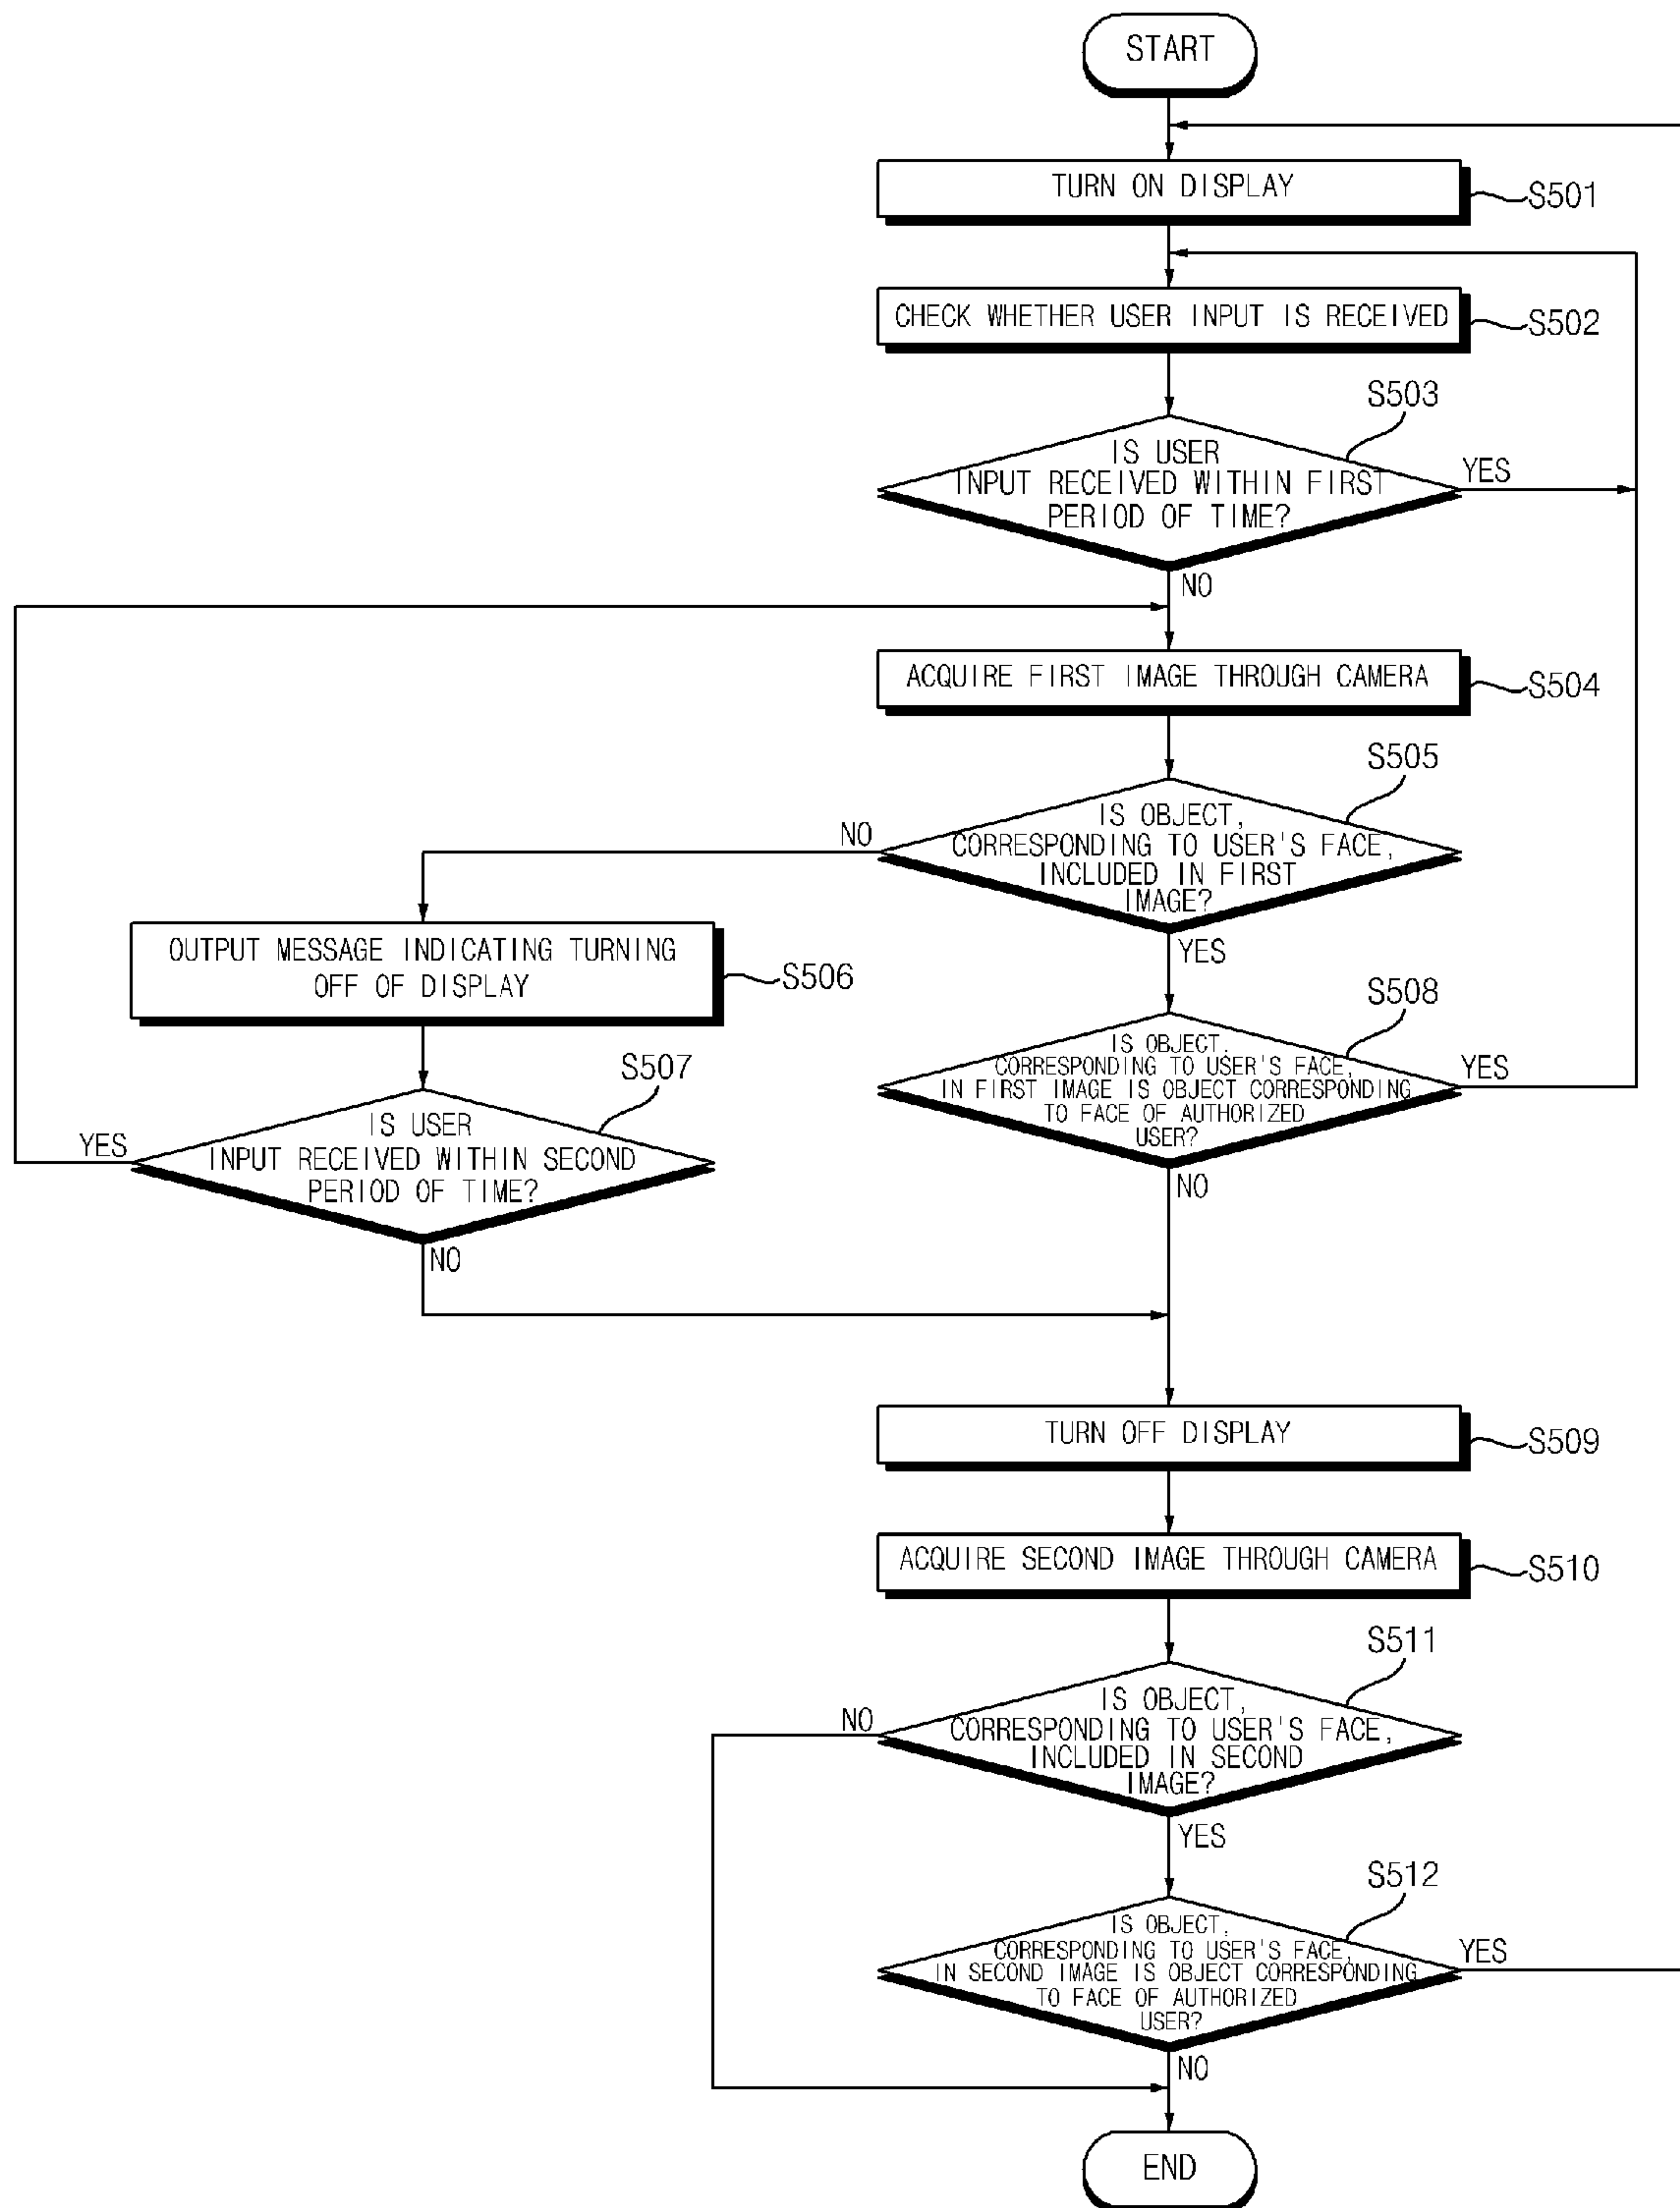 START
TURN ON DISPLAY
S501
CHECK WHETHER USER INPUT IS RECEIVED
S502
S503
IS USER
INPUT RECEIVED WITHIN FIRST
PERIOD OF TIME?
YES
NO
ACQUIRE FIRST IMAGE THROUGH CAMERA
S504
S505
IS OBJECT,
CORRESPONDING TO USER'S FACE,
INCLUDED IN FIRST
IMAGE?
NO
YES
OUTPUT MESSAGE INDICATING TURNING
OFF OF DISPLAY
S506
S507
IS USER
INPUT RECEIVED WITHIN SECOND
PERIOD OF TIME?
YES
NO
S508
IS OBJECT,
CORRESPONDING TO USER'S FACE,
IN FIRST IMAGE IS OBJECT CORRESPONDING
TO FACE OF AUTHORIZED
USER?
YES
NO
TURN OFF DISPLAY
S509
ACQUIRE SECOND IMAGE THROUGH CAMERA
S510
S511
IS OBJECT,
CORRESPONDING TO USER'S FACE,
INCLUDED IN SECOND
IMAGE?
NO
YES
S512
IS OBJECT,
CORRESPONDING TO USER'S FACE,
IN SECOND IMAGE IS OBJECT CORRESPONDING
TO FACE OF AUTHORIZED
USER?
YES
NO
END